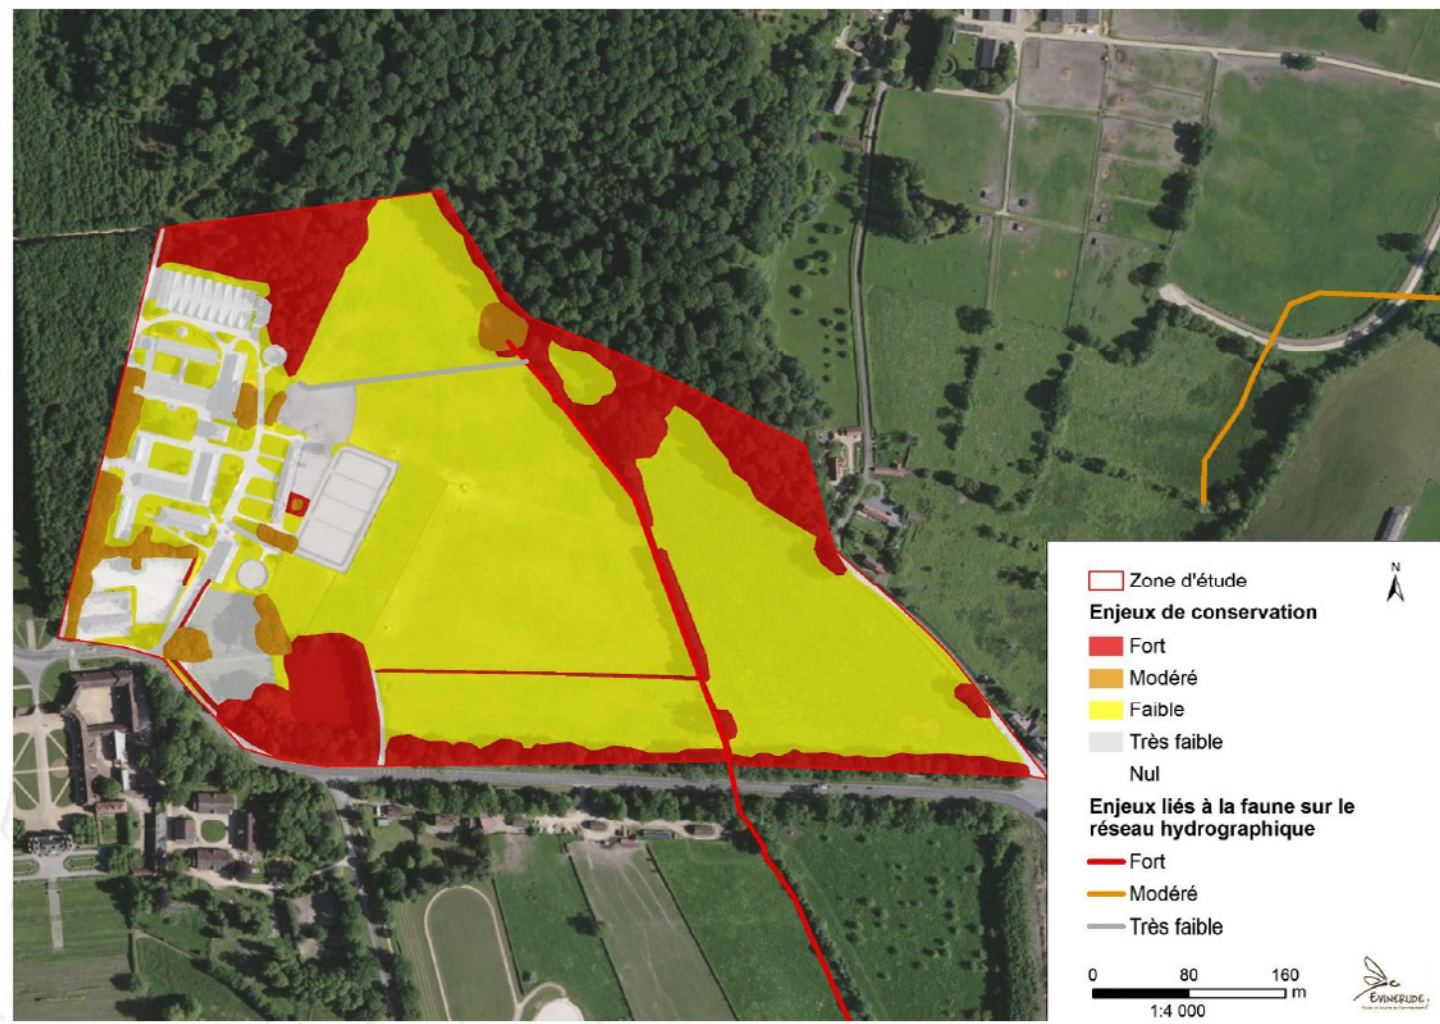 Zone d'étude
N
Enjeux de conservation
Fort
Modéré
Faible
Très faible
Nul
Enjeux liés à la faune sur le
réseau hydrographique
Fort
Modéré
Très faible
0 80 160
m
1:4 000
EVINERUDE